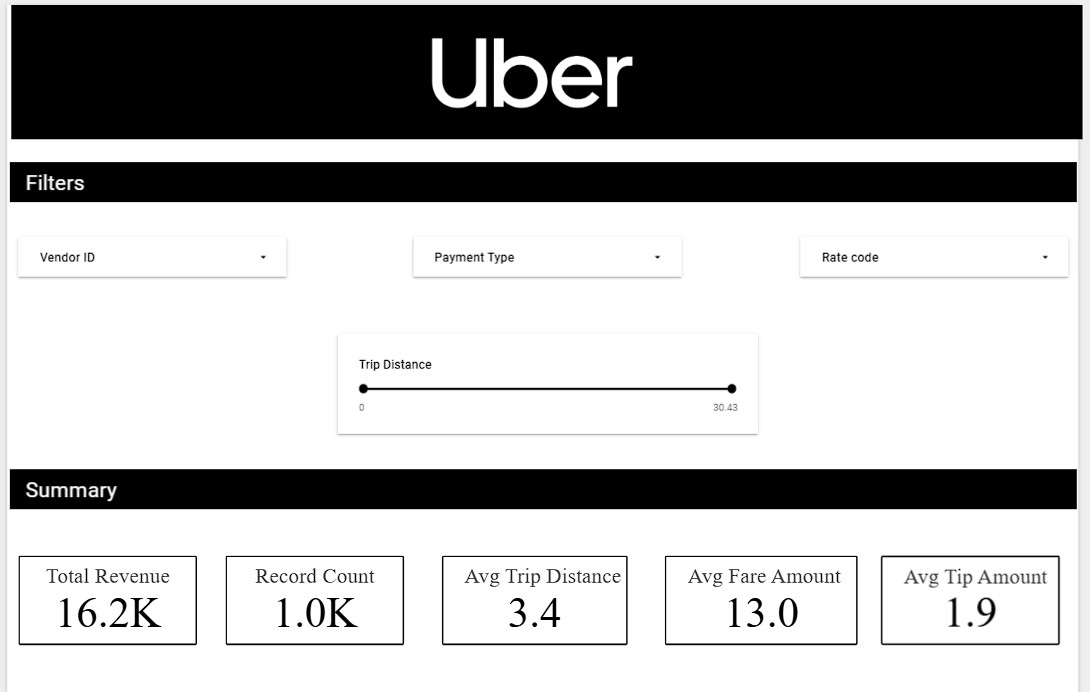 Uber
Filters
Vendor ID
Payment Type
Rate code
Trip Distance
0 30.43
Summary
Total Revenue
16.2K
Record Count
1.0K
Avg Trip Distance
3.4
Avg Fare Amount
13.0
Avg Tip Amount
1.9